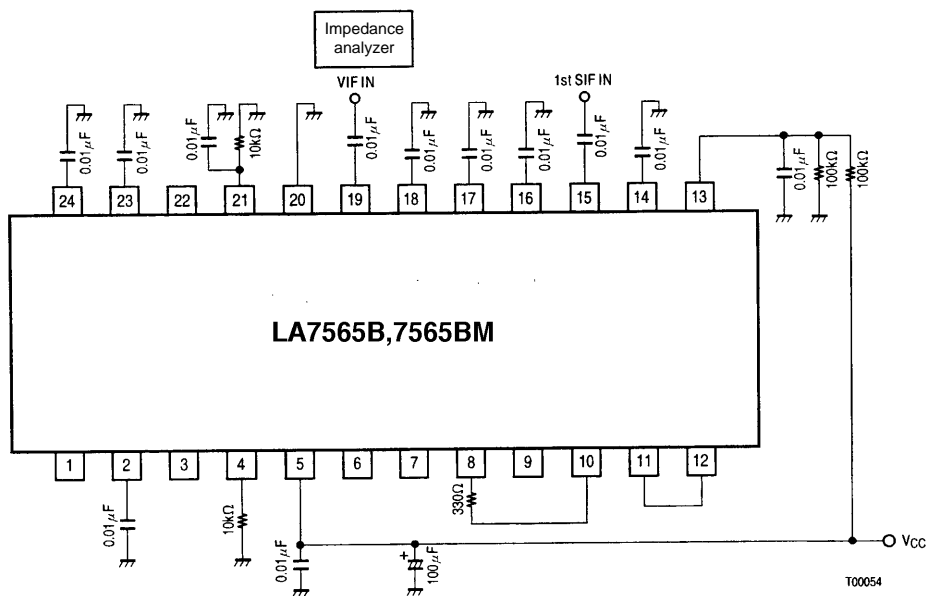 Impedance
analyzer
VIF IN
1st SIF IN
0.01µF
0.01µF
0.01µF
10kΩ
0.01µF
0.01µF
0.01µF
0.01µF
0.01µF
0.01µF
0.01µF
100kΩ
100kΩ
24
23
22
21
20
19
18
17
16
15
14
13
LA7565B,7565BM
1
2
3
4
5
6
7
8
9
10
11
12
0.01µF
10kΩ
0.01µF
+
100µF
330Ω
VCC
T00054